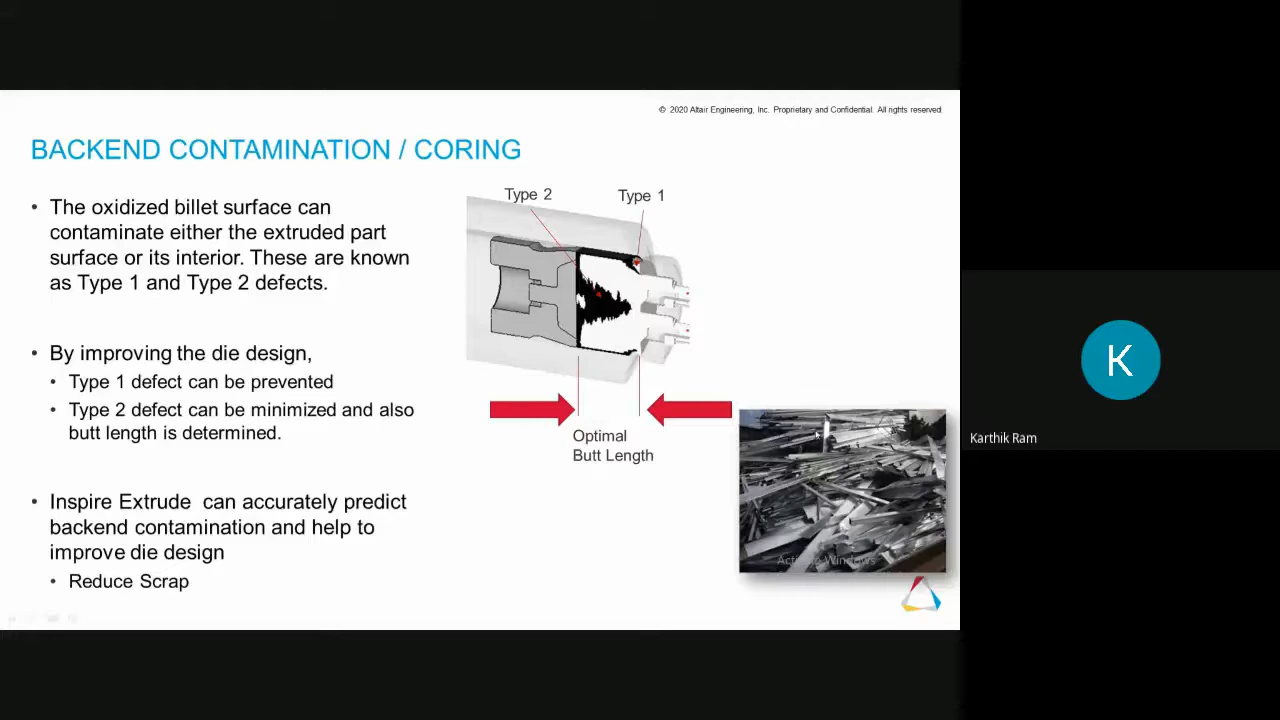 © 2020 Altair Engineering, Inc. Proprietary and Confidential. All rights reserved.
BACKEND CONTAMINATION / CORING
• The oxidized billet surface can
contaminate either the extruded part
surface or its interior. These are known
as Type 1 and Type 2 defects.
• By improving the die design,
• Type 1 defect can be prevented
• Type 2 defect can be minimized and also
butt length is determined.
• Inspire Extrude can accurately predict
backend contamination and help to
improve die design
• Reduce Scrap
Type 2
Type 1
Optimal
Butt Length
Windows
K
Karthik Ram